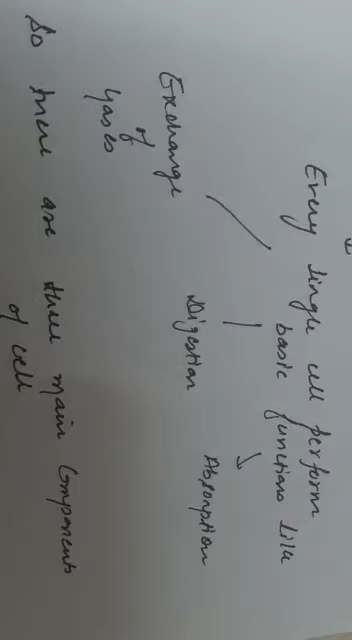 Every single cell perform
basic functions like
Exchange
of
gases
Digestion
Absorption
So there are three main Components
of cell